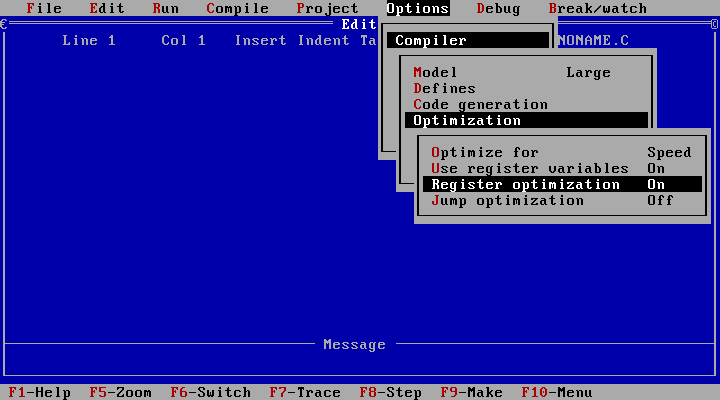 File Edit Run Compile Project Options Debug Break/watch
Edit
Line 1 Col 1 Insert Indent Ta Compiler NONAME.C
Model Large
Defines
Code generation
Optimization
Optimize for Speed
Use register variables On
Register optimization On
Jump optimization Off
Message
F1-Help F5-Zoom F6-Switch F7-Trace F8-Step F9-Make F10-Menu